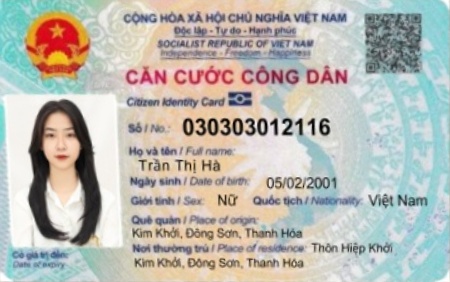 CỘNG HÒA XÃ HỘI CHỦ NGHĨA VIỆT NAM
Độc lập - Tự do - Hạnh phúc
SOCIALIST REPUBLIC OF VIET NAM
Independence - Freedom - Happiness
CĂN CƯỚC CÔNG DÂN
Citizen Identity Card
Số / No.: 030303012116
Họ và tên / Full name:
Trần Thị Hà
Ngày sinh / Date of birth: 05/02/2001
Giới tính / Sex: Nữ Quốc tịch / Nationality: Việt Nam
Quê quán / Place of origin:
Kim Khởi, Đông Sơn, Thanh Hóa
Nơi thường trú / Place of residence: Thôn Hiệp Khởi
Kim Khởi, Đông Sơn, Thanh Hóa
Có giá trị đến:
Date of expiry